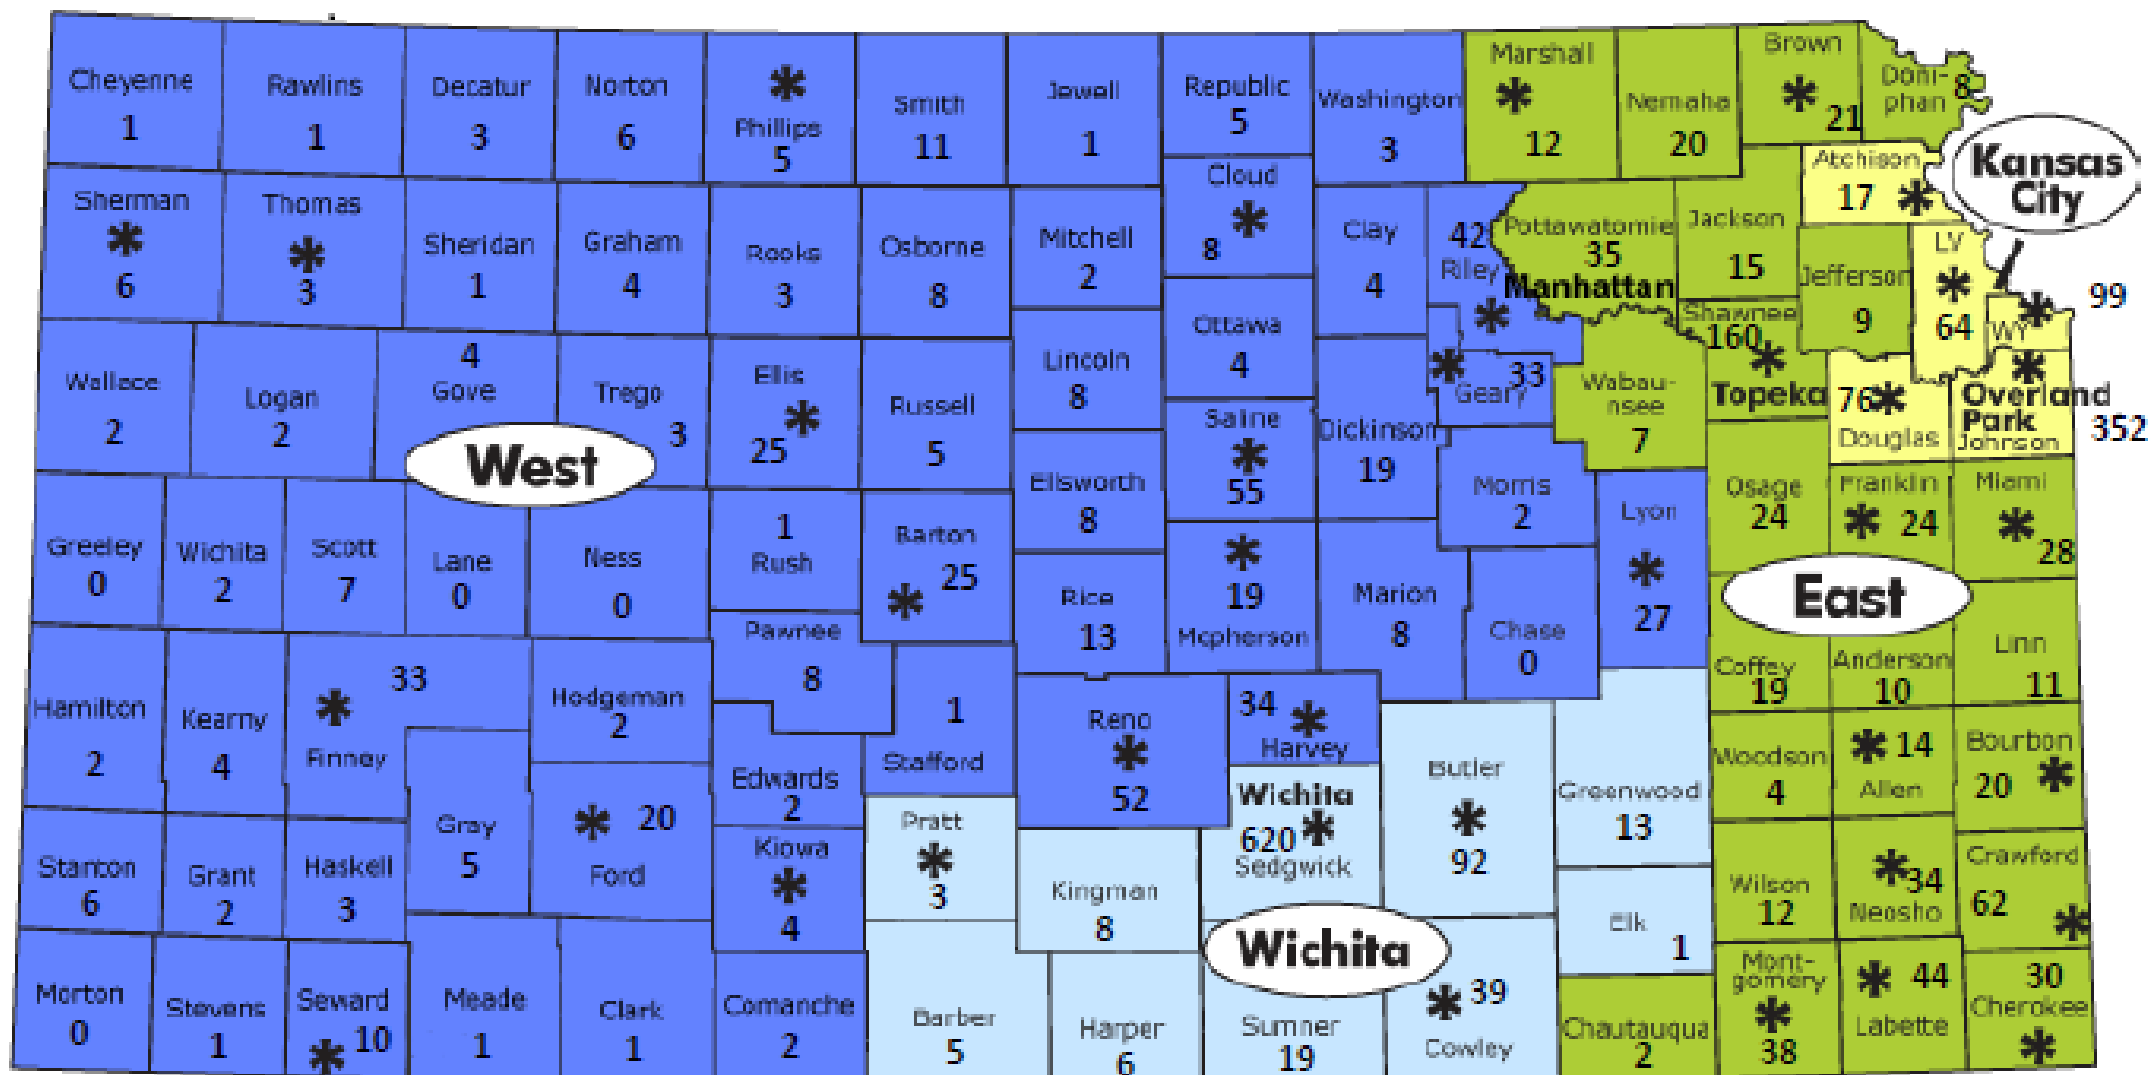 Cheyenne
1
Rawlins
1
Decatur
3
Norton
6
*
Phillips
5
Smith
11
Jewell
1
Republic
5
Washington
3
Marshall
*
12
Nemaha
20
Brown
*
21
Doni-
phan 8
Atchison
17 *
Kansas
City
Sherman
*
6
Thomas
*
3
Sheridan
1
Graham
4
Rooks
3
Osborne
8
Mitchell
2
Cloud
*
8
Clay
4
42
Riley
*
Pottawatomie
35
Manhattan
Jackson
15
Jefferson
9
LV
*
64
99
*
WY
Wallace
2
Logan
2
4
Gove
Trego
3
Ellis
*
25
Russell
5
Lincoln
8
Ottawa
4
Saline
*
55
Dickinson
19
*
33
Geary
Wabau-
nsee
7
Shawnee
160
*
Topeka
76 *
Douglas
*
Overland
Park
Johnson
352
West
Greeley
0
Wichita
2
Scott
7
Lane
0
Ness
0
1
Rush
Barton
25
*
Ellsworth
8
Rice
13
*
19
Mcpherson
Marion
8
Morris
2
Chase
0
Lyon
*
27
Osage
24
Franklin
* 24
Miami
*
28
East
Coffey
19
Anderson
10
Linn
11
Hamilton
2
Kearny
4
33
*
Finney
Hodgeman
2
Pawnee
8
1
Stafford
Reno
*
52
34 *
Harvey
Butler
*
92
Greenwood
13
Woodson
4
* 14
Allen
Bourbon
20 *
Gray
5
* 20
Ford
Edwards
2
Kiowa
*
4
Pratt
*
3
Kingman
8
Wichita
620 *
Sedgwick
Elk
1
Wilson
12
*
34
Neosho
Crawford
62
*
Stanton
6
Grant
2
Haskell
3
Wichita
Morton
0
Stevens
1
Seward
* 10
Meade
1
Clark
1
Comanche
2
Barber
5
Harper
6
Sumner
19
* 39
Cowley
Chautauqua
2
Mont-
gomery
*
38
* 44
Labette
30
Cherokee
*